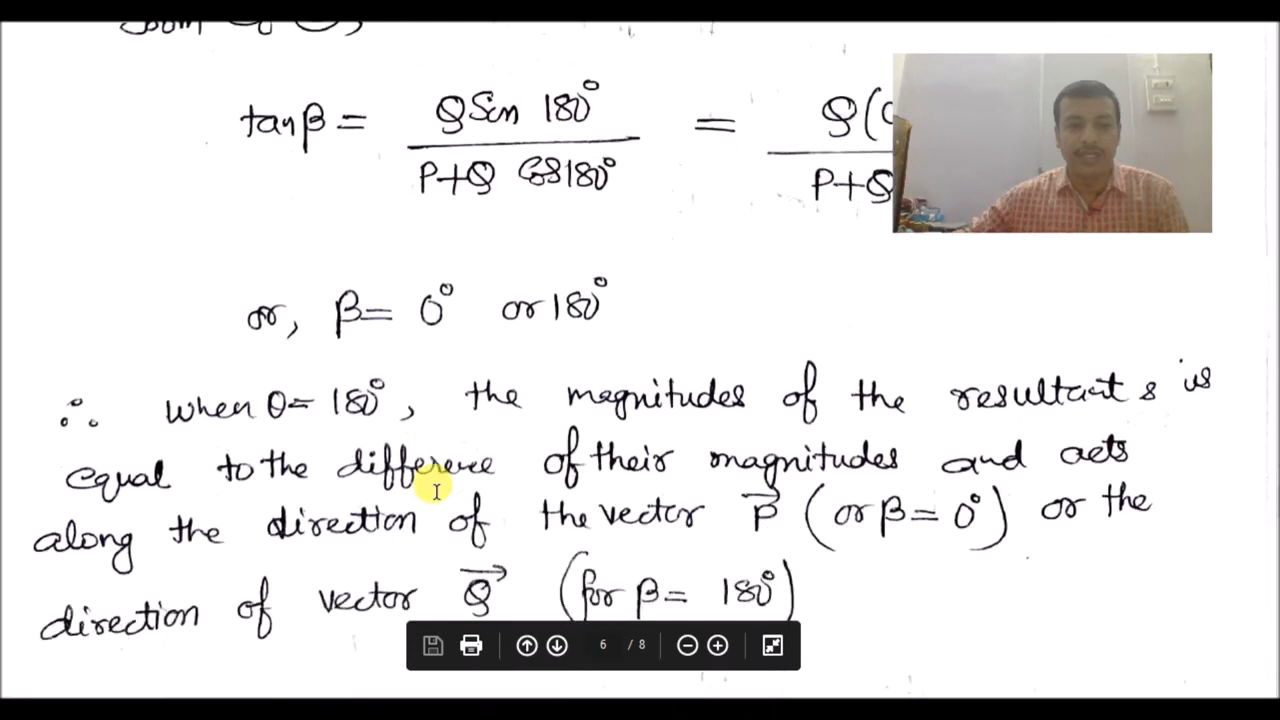 tanβ = Q Sin 180° / P+Q Cos 180° = Q( / P+Q
or, β = 0° or 180°
∴ when θ = 180°, the magnitudes of the resultant s is
equal to the difference of their magnitudes and acts
along the direction of the vector P⃗ (or β = 0°) or the
direction of vector Q⃗ (for β = 180°)
6 / 8